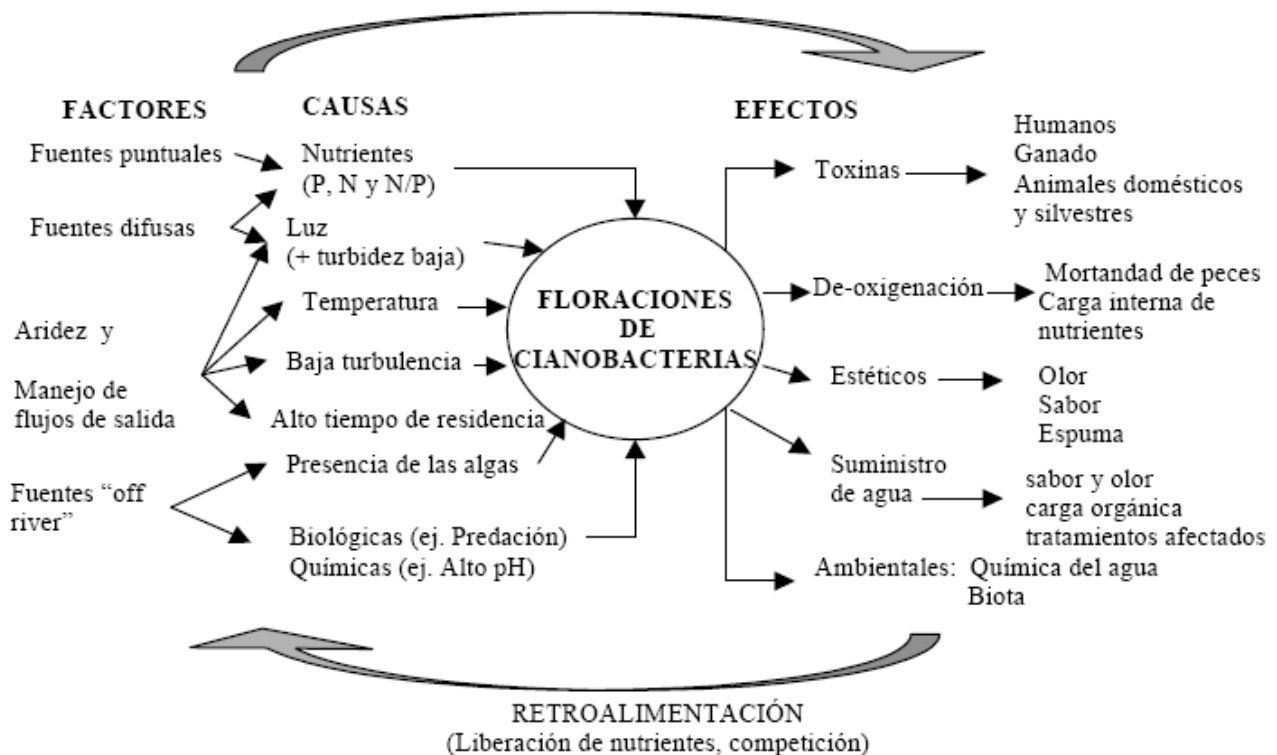 FACTORES
Fuentes puntuales
Fuentes difusas
Aridez y
Manejo de
flujos de salida
Fuentes “off
river”
CAUSAS
Nutrientes
(P, N y N/P)
Luz
(+ turbidez baja)
Temperatura
Baja turbulencia
Alto tiempo de residencia
Presencia de las algas
Biológicas (ej. Predación)
Químicas (ej. Alto pH)
FLORACIONES
DE
CIANOBACTERIAS
EFECTOS
Toxinas
Humanos
Ganado
Animales domésticos
y silvestres
De-oxigenación
Mortandad de peces
Carga interna de
nutrientes
Estéticos
Olor
Sabor
Espuma
Suministro
de agua
sabor y olor
carga orgánica
tratamientos afectados
Ambientales: Química del agua
Biota
RETROALIMENTACIÓN
(Liberación de nutrientes, competición)